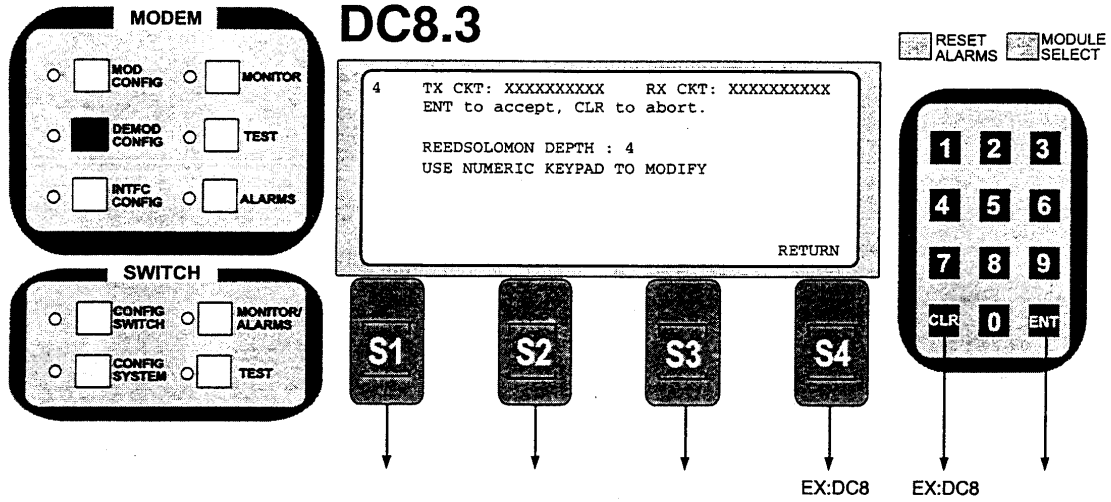 MODEM
MOD CONFIG
MONITOR
DEMOD CONFIG
TEST
INTFC CONFIG
ALARMS
SWITCH
CONFIG SWITCH
MONITOR/ ALARMS
CONFIG SYSTEM
TEST
DC8.3
4 TX CKT: XXXXXXXXXX RX CKT: XXXXXXXXXX
ENT to accept, CLR to abort.
REEDSOLOMON DEPTH : 4
USE NUMERIC KEYPAD TO MODIFY
RETURN
S1 S2 S3 S4
EX:DC8
RESET ALARMS
MODULE SELECT
1 2 3
4 5 6
7 8 9
CLR 0 ENT
EX:DC8